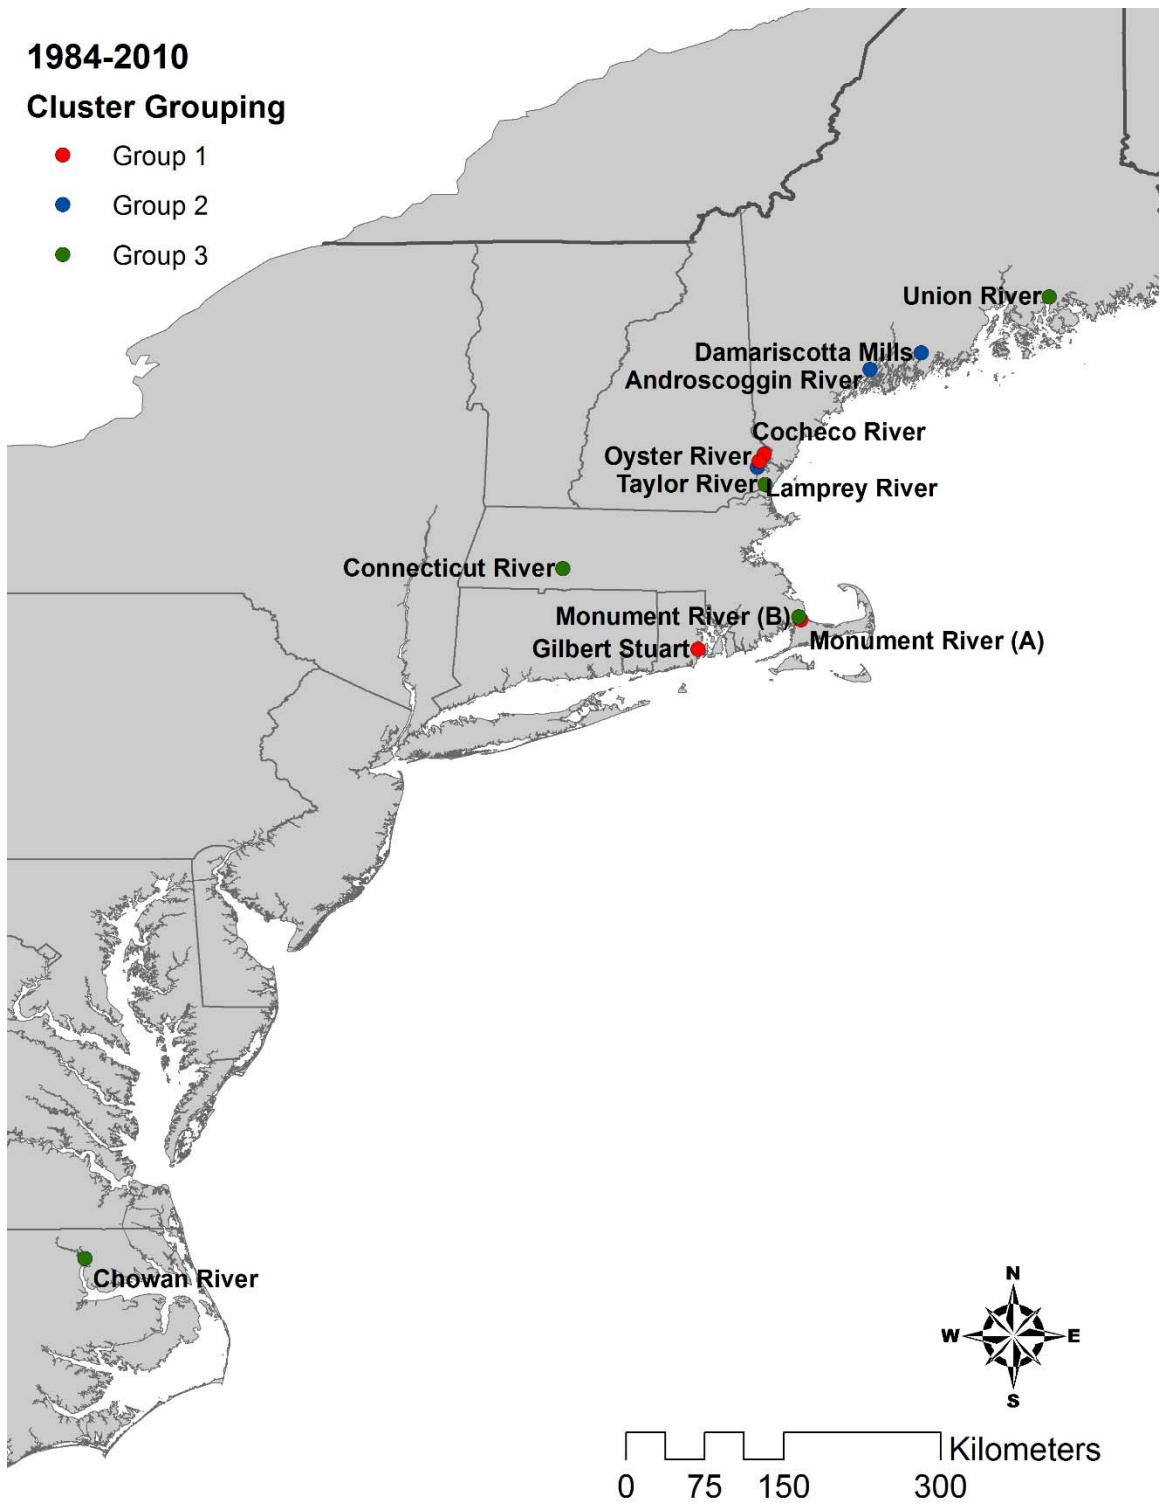 1984-2010
Cluster Grouping
Group 1
Group 2
Group 3
Union River
Damariscotta Mills
Androscoggin River
Cocheco River
Oyster River
Taylor River
Lamprey River
Connecticut River
Monument River (B)
Monument River (A)
Gilbert Stuart
Chowan River
N
W E
S
Kilometers
0 75 150 300